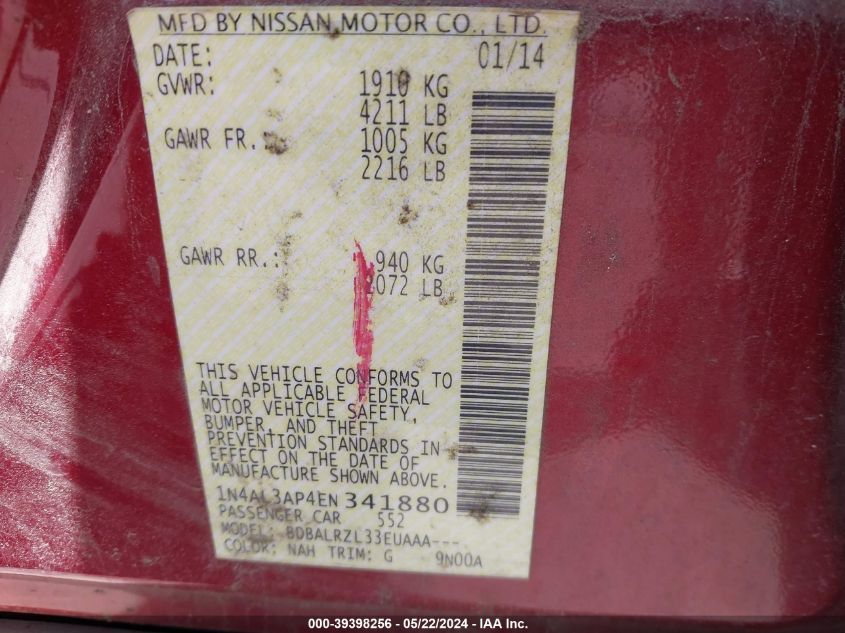 MFD BY NISSAN MOTOR CO., LTD.
DATE: 01/14
GVWR: 1910 KG
4211 LB
GAWR FR.: 1005 KG
2216 LB
GAWR RR.: 940 KG
2072 LB
THIS VEHICLE CONFORMS TO
ALL APPLICABLE FEDERAL
MOTOR VEHICLE SAFETY,
BUMPER, AND THEFT
PREVENTION STANDARDS IN
EFFECT ON THE DATE OF
MANUFACTURE SHOWN ABOVE.
1N4AL3AP4EN 341880
PASSENGER CAR 552
MODEL: BDBALRZL33EUAAA----
COLOR: NAH TRIM: G 9N00A
000-39398256 - 05/22/2024 - IAA Inc.